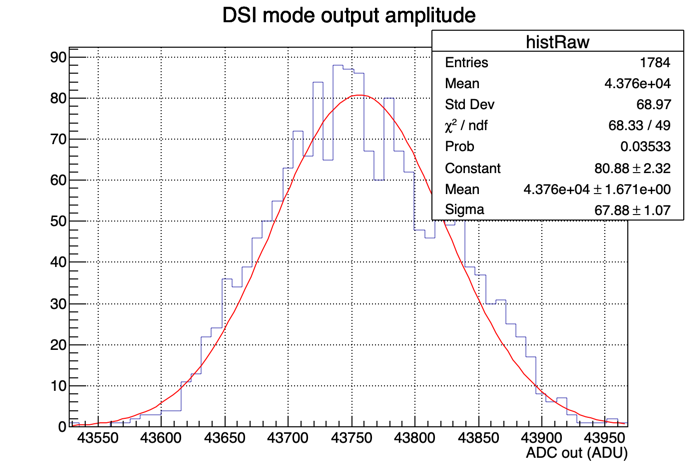 DSI mode output amplitude
histRaw
Entries 1784
Mean 4.376e+04
Std Dev 68.97
χ² / ndf 68.33 / 49
Prob 0.03533
Constant 80.88 ± 2.32
Mean 4.376e+04 ± 1.671e+00
Sigma 67.88 ± 1.07
90
80
70
60
50
40
30
20
10
0
43550 43600 43650 43700 43750 43800 43850 43900 43950
ADC out (ADU)